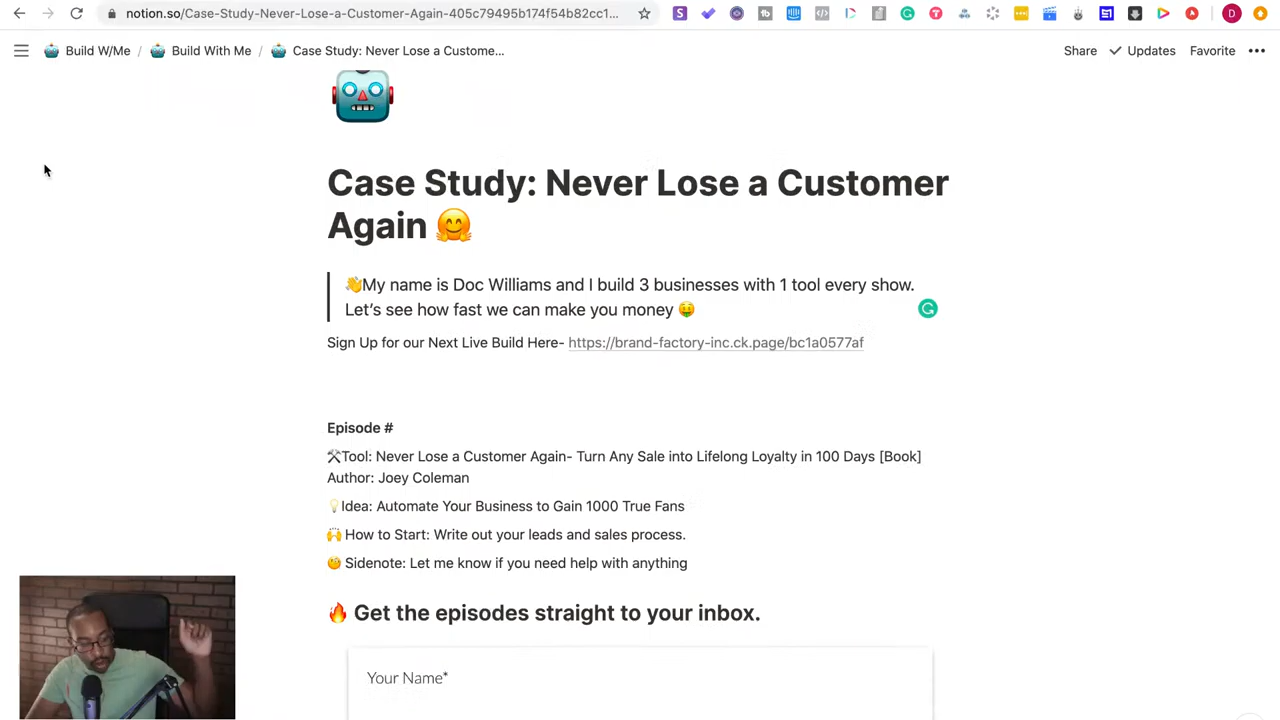 notion.so/Case-Study-Never-Lose-a-Customer-Again-405c79495b174f54b82cc1...
Build W/Me / Build With Me / Case Study: Never Lose a Custome...
Share Updates Favorite
Case Study: Never Lose a Customer
Again 🤗
👋My name is Doc Williams and I build 3 businesses with 1 tool every show.
Let's see how fast we can make you money 🤑
Sign Up for our Next Live Build Here- https://brand-factory-inc.ck.page/bc1a0577af
Episode #
⚒Tool: Never Lose a Customer Again- Turn Any Sale into Lifelong Loyalty in 100 Days [Book]
Author: Joey Coleman
💡Idea: Automate Your Business to Gain 1000 True Fans
🙌 How to Start: Write out your leads and sales process.
🧐 Sidenote: Let me know if you need help with anything
🔥 Get the episodes straight to your inbox.
Your Name*